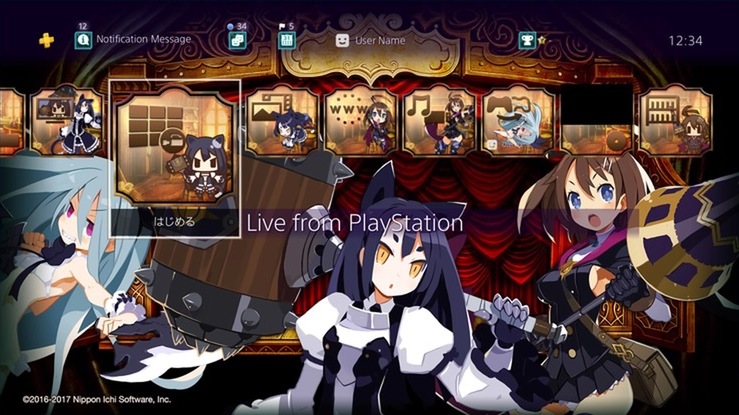 12
Notification Message
34
5
User Name
12:34
www
はじめる
Live from PlayStation
©2016-2017 Nippon Ichi Software, Inc.